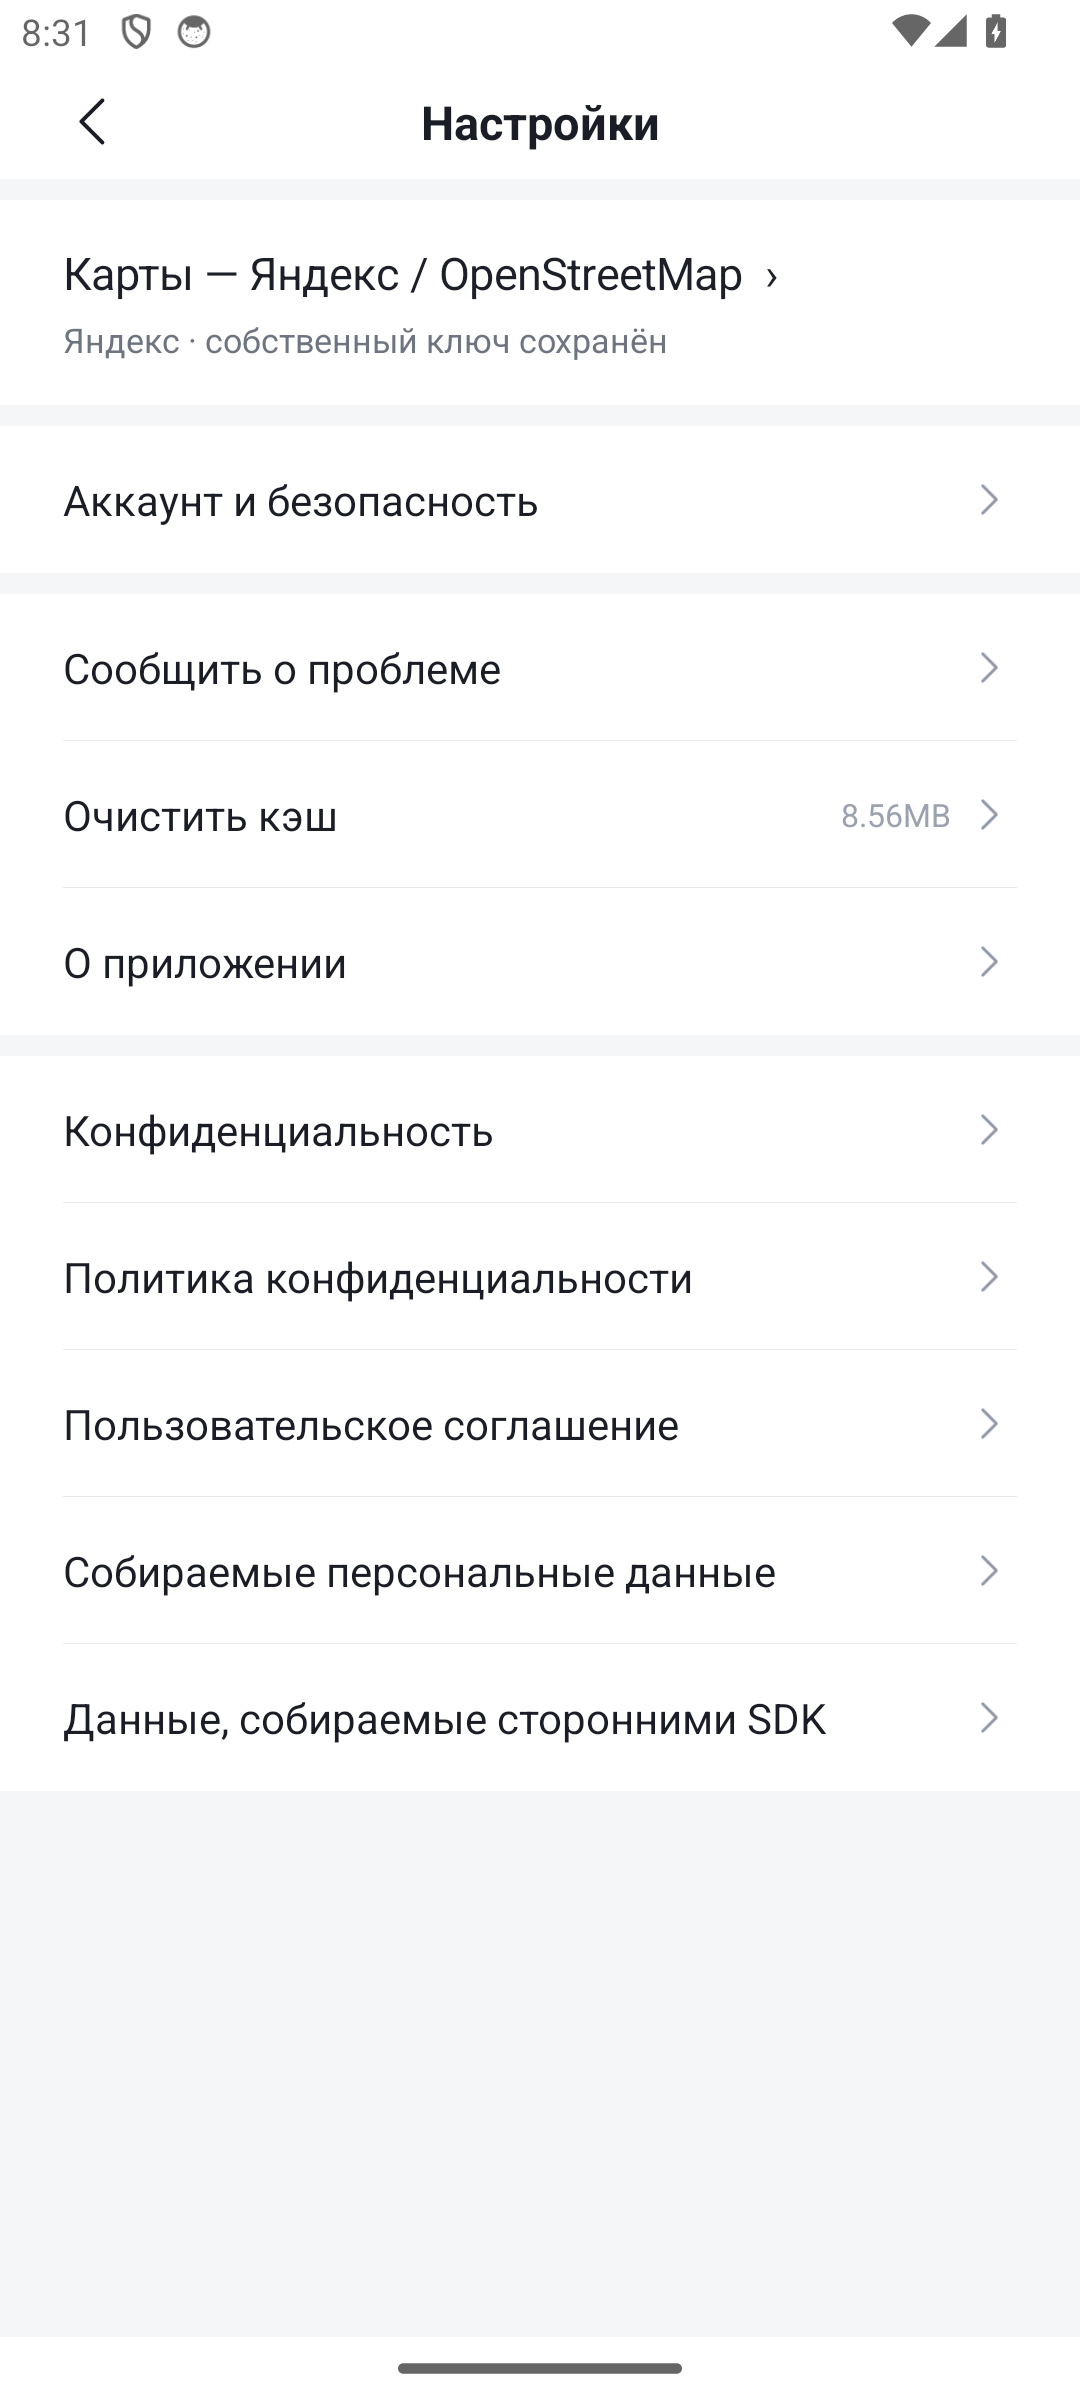 8:31
Настройки
Карты — Яндекс / OpenStreetMap ›
Яндекс · собственный ключ сохранён
Аккаунт и безопасность
Сообщить о проблеме
Очистить кэш 8.56MB
О приложении
Конфиденциальность
Политика конфиденциальности
Пользовательское соглашение
Собираемые персональные данные
Данные, собираемые сторонними SDK